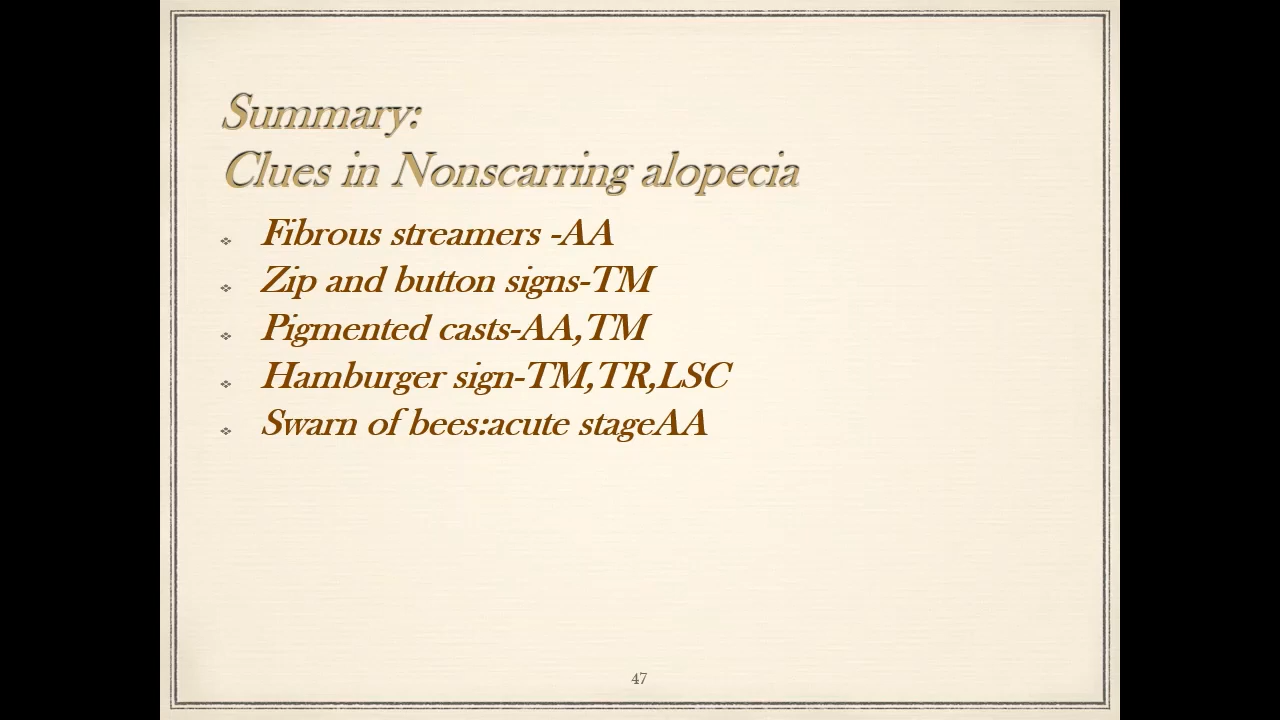 Summary:
Clues in Nonscarring alopecia
Fibrous streamers -AA
Zip and button signs-TM
Pigmented casts-AA,TM
Hamburger sign-TM,TR,LSC
Swarn of bees:acute stageAA
47